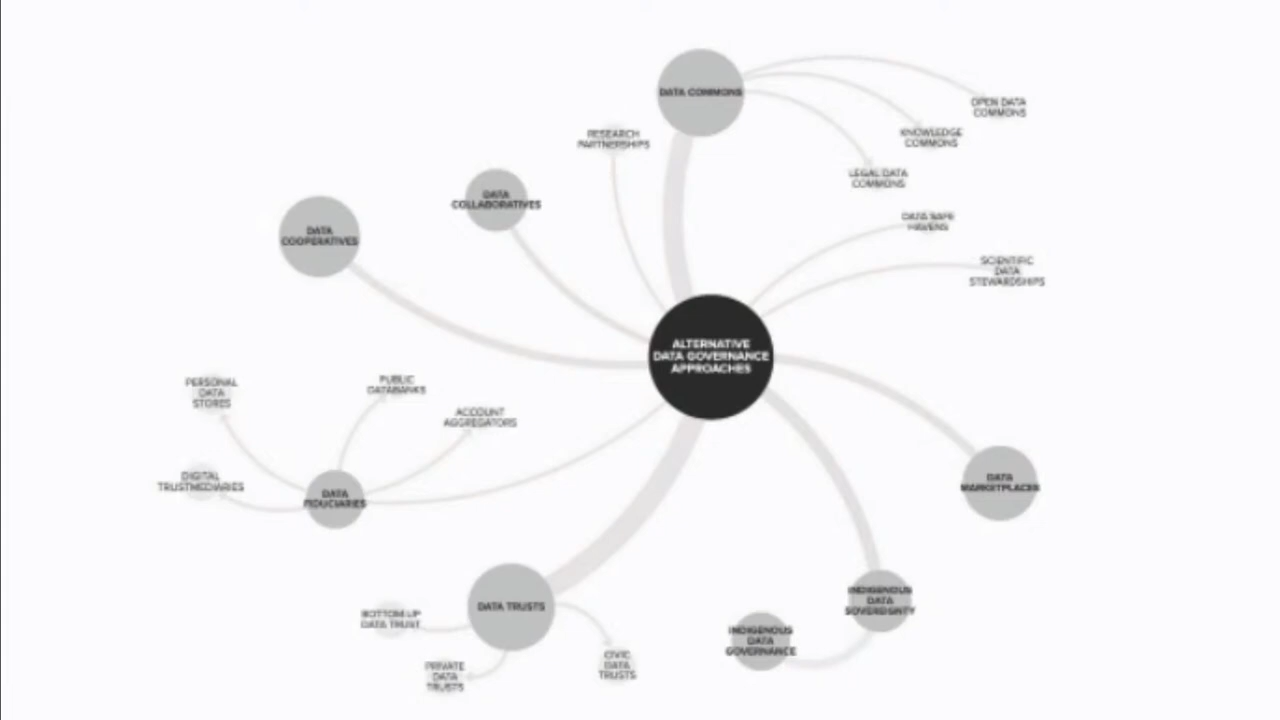 DATA COMMONS
OPEN DATA
COMMONS
KNOWLEDGE
COMMONS
RESEARCH
PARTNERSHIPS
LEGAL DATA
COMMONS
DATA
COLLABORATIVES
DATA SAFE
HAVENS
DATA
COOPERATIVES
SCIENTIFIC
DATA
STEWARDSHIPS
ALTERNATIVE
DATA GOVERNANCE
APPROACHES
PERSONAL
DATA
STORES
PUBLIC
DATABANKS
ACCOUNT
AGGREGATORS
DIGITAL
TRUSTMEDIARIES
DATA
FIDUCIARIES
DATA
MARKETPLACES
DATA TRUSTS
BOTTOM UP
DATA TRUST
PRIVATE
DATA
TRUSTS
CIVIC
DATA
TRUSTS
INDIGENOUS
DATA
GOVERNANCE
INDIGENOUS
DATA
SOVEREIGNTY